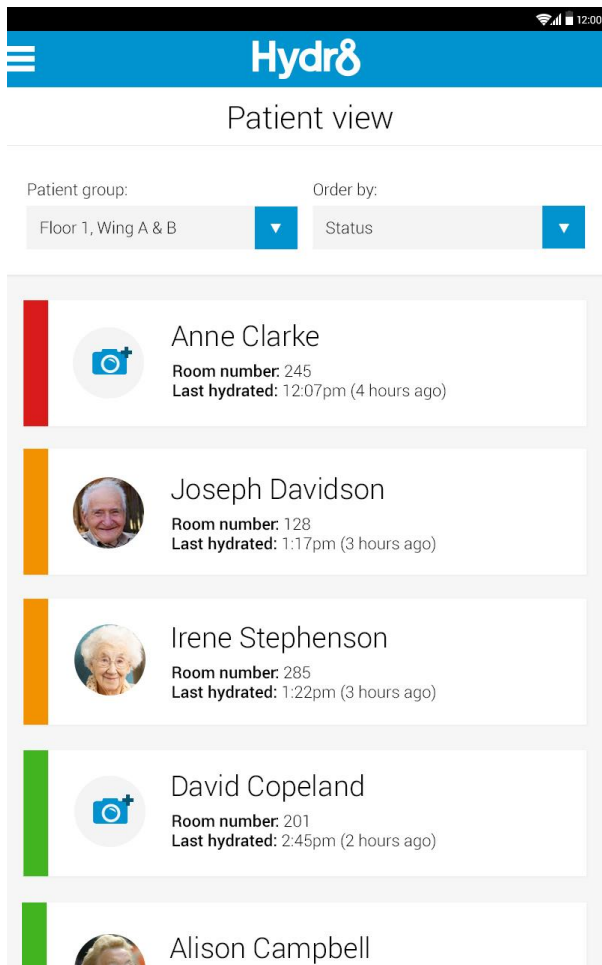 12:00
Hydr8
Patient view
Patient group:
Order by:
Floor 1, Wing A & B
Status
Anne Clarke
Room number: 245
Last hydrated: 12:07pm (4 hours ago)
Joseph Davidson
Room number: 128
Last hydrated: 1:17pm (3 hours ago)
Irene Stephenson
Room number: 285
Last hydrated: 1:22pm (3 hours ago)
David Copeland
Room number: 201
Last hydrated: 2:45pm (2 hours ago)
Alison Campbell